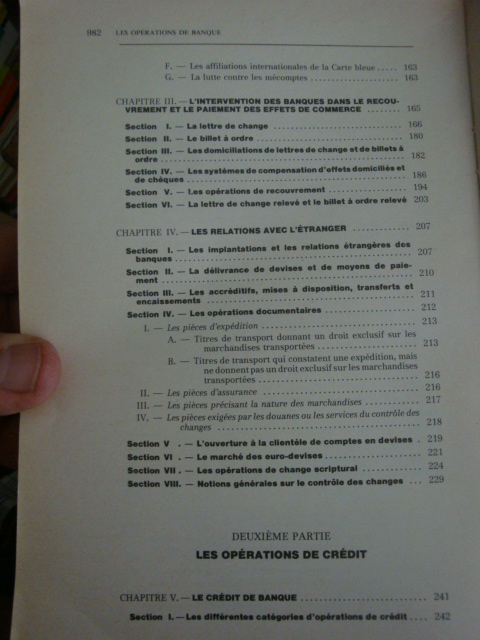 982 LES OPÉRATIONS DE BANQUE
F. — Les affiliations internationales de la Carte bleue ..... 163
G. — La lutte contre les mécomptes ..................... 163
CHAPITRE III. — L'INTERVENTION DES BANQUES DANS LE RECOU-
VREMENT ET LE PAIEMENT DES EFFETS DE COMMERCE ........ 165
Section I. — La lettre de change ................................ 166
Section II. — Le billet à ordre ................................... 180
Section III. — Les domiciliations de lettres de change et de billets à
ordre ..................................................... 182
Section IV. — Les systèmes de compensation d'effets domiciliés et
de chèques ................................................ 186
Section V. — Les opérations de recouvrement .................. 194
Section VI. — La lettre de change relevé et le billet à ordre relevé 203
CHAPITRE IV. — LES RELATIONS AVEC L'ÉTRANGER ............. 207
Section I. — Les implantations et les relations étrangères des
banques .................................................. 207
Section II. — La délivrance de devises et de moyens de paie-
ment ..................................................... 210
Section III. — Les accréditifs, mises à disposition, transferts et
encaissements ............................................ 211
Section IV. — Les opérations documentaires .................... 212
I. — Les pièces d'expédition ................................ 213
A. — Titres de transport donnant un droit exclusif sur les
marchandises transportées .......................... 213
B. — Titres de transport qui constatent une expédition, mais
ne donnent pas un droit exclusif sur les marchandises
transportées ........................................ 216
II. — Les pièces d'assurance ................................ 216
III. — Les pièces précisant la nature des marchandises ........ 217
IV. — Les pièces exigées par les douanes ou les services du contrôle des
changes .............................................. 218
Section V . — L'ouverture à la clientèle de comptes en devises . 219
Section VI . — Le marché des euro-devises ..................... 221
Section VII . — Les opérations de change scriptural ............. 224
Section VIII. — Notions générales sur le contrôle des changes ... 229
DEUXIÈME PARTIE
LES OPÉRATIONS DE CRÉDIT
CHAPITRE V. — LE CRÉDIT DE BANQUE .......................... 241
Section I. — Les différentes catégories d'opérations de crédit .... 242